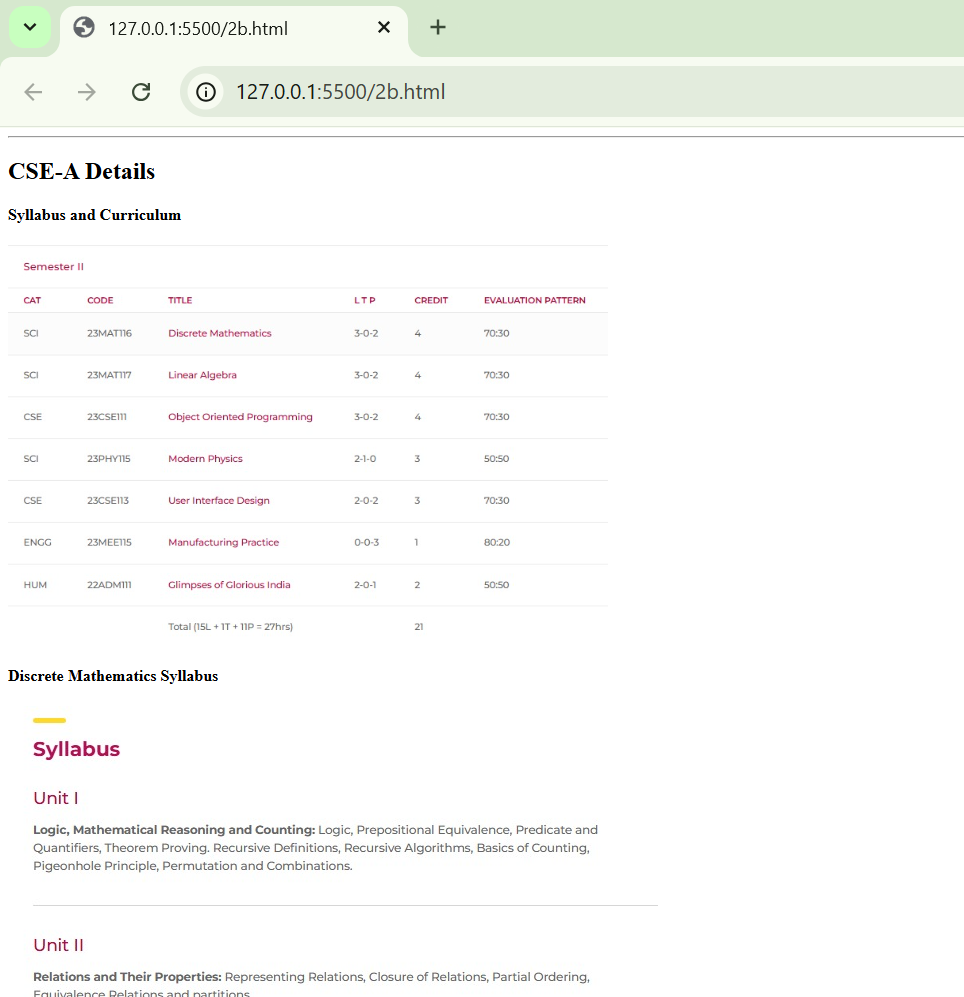 127.0.0.1:5500/2b.html
127.0.0.1:5500/2b.html
CSE-A Details
Syllabus and Curriculum
Semester II
CAT CODE TITLE L T P CREDIT EVALUATION PATTERN
SCI 23MAT116 Discrete Mathematics 3-0-2 4 70:30
SCI 23MAT117 Linear Algebra 3-0-2 4 70:30
CSE 23CSE111 Object Oriented Programming 3-0-2 4 70:30
SCI 23PHY115 Modern Physics 2-1-0 3 50:50
CSE 23CSE113 User Interface Design 2-0-2 3 70:30
ENGG 23MEE115 Manufacturing Practice 0-0-3 1 80:20
HUM 22ADM111 Glimpses of Glorious India 2-0-1 2 50:50
Total (15L + 1T + 11P = 27hrs) 21
Discrete Mathematics Syllabus
Syllabus
Unit I
Logic, Mathematical Reasoning and Counting: Logic, Prepositional Equivalence, Predicate and
Quantifiers, Theorem Proving. Recursive Definitions, Recursive Algorithms, Basics of Counting,
Pigeonhole Principle, Permutation and Combinations.
Unit II
Relations and Their Properties: Representing Relations, Closure of Relations, Partial Ordering,
Equivalence Relations and partitions.